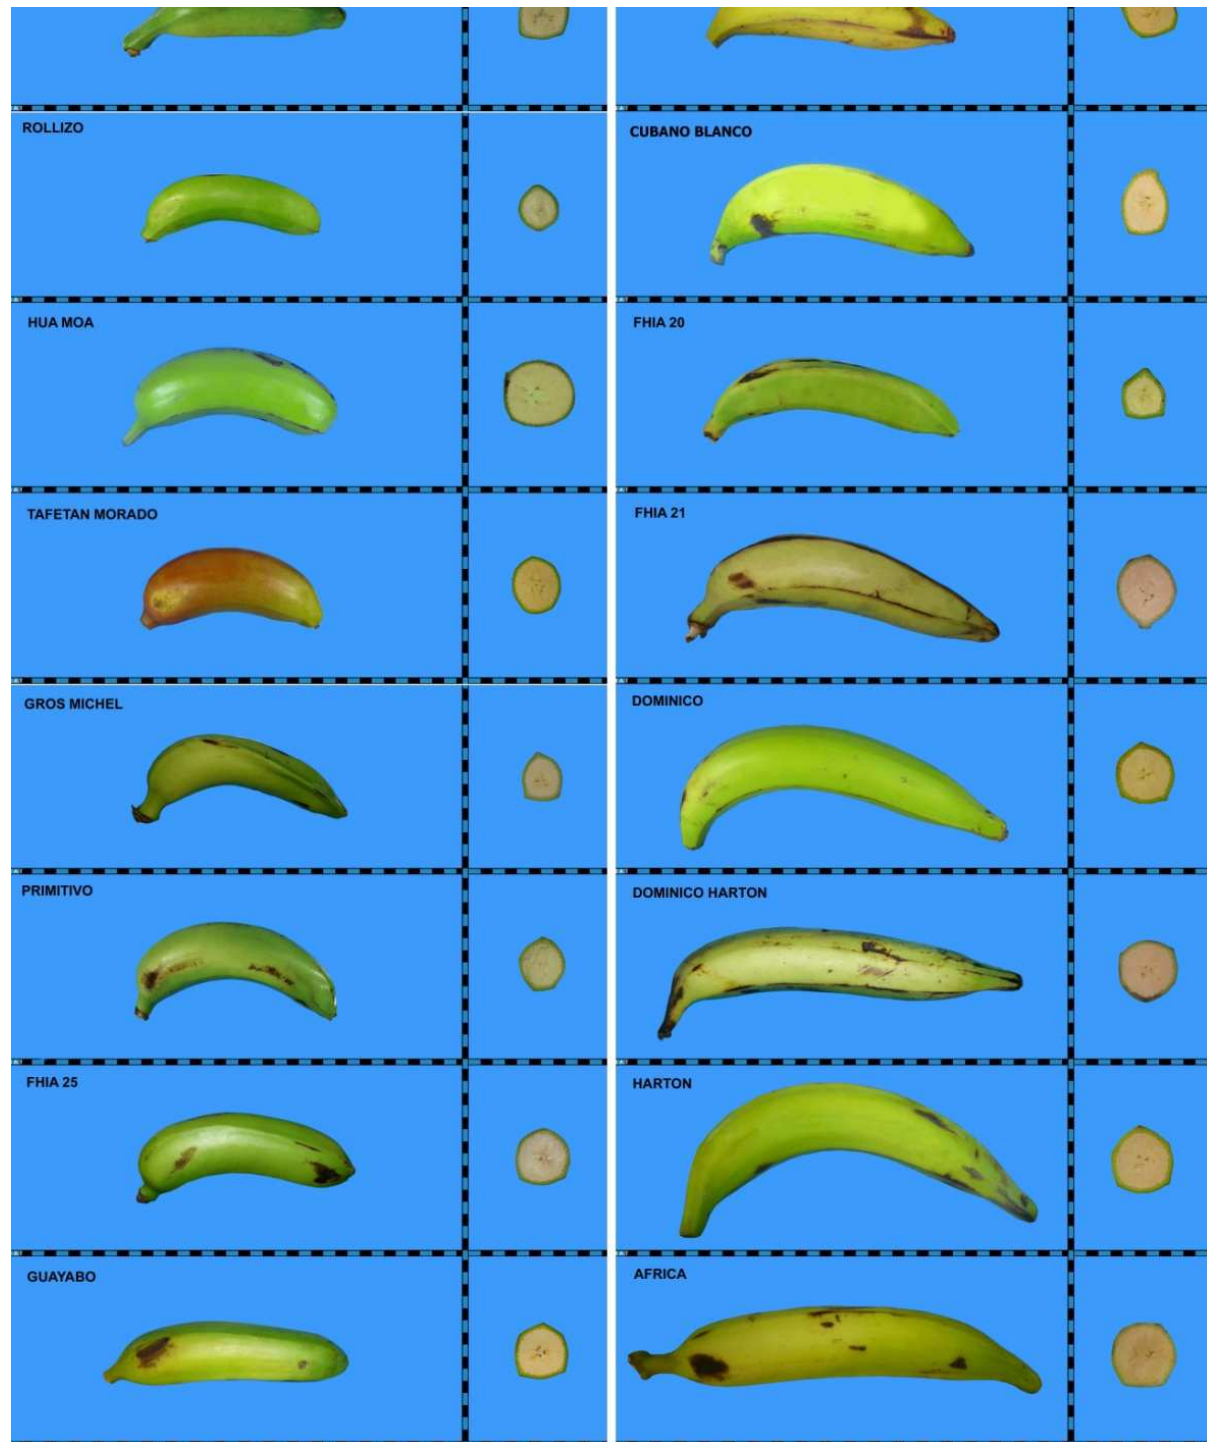 ROLLIZO
HUA MOA
TAFETAN MORADO
GROS MICHEL
PRIMITIVO
FHIA 25
GUAYABO
CUBANO BLANCO
FHIA 20
FHIA 21
DOMINICO
DOMINICO HARTON
HARTON
AFRICA